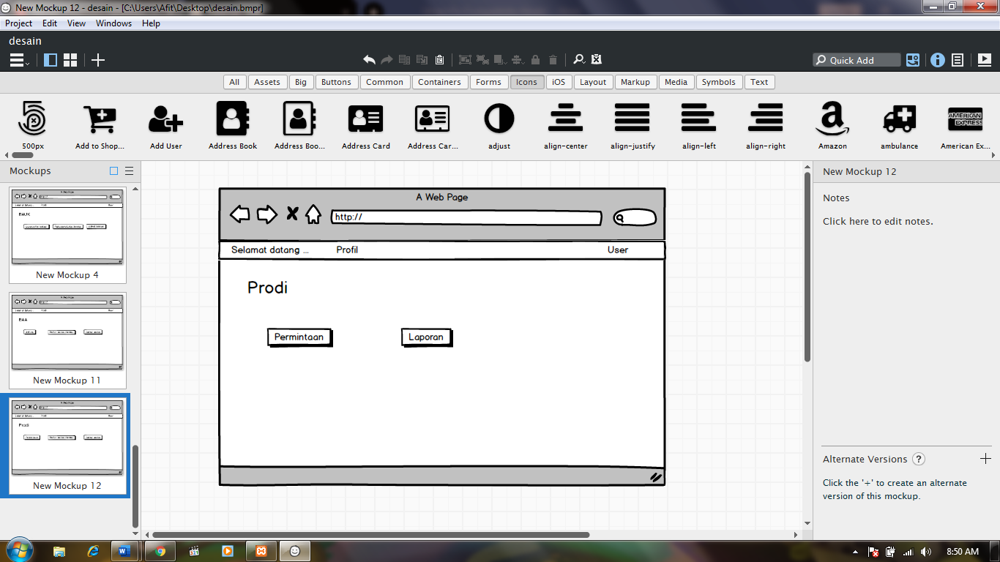 New Mockup 12 - desain - [C:\Users\Afit\Desktop\desain.bmpr]
Project Edit View Windows Help
desain
Quick Add
All Assets Big Buttons Common Containers Forms Icons iOS Layout Markup Media Symbols Text
AMERICAN EXPRESS
500px Add to Shop... Add User Address Book Address Boo... Address Card Address Car... adjust align-center align-justify align-left align-right Amazon ambulance American Ex...
Mockups
BAUK
New Mockup 4
BAA
New Mockup 11
Prodi
New Mockup 12
A Web Page
http://
Selamat datang ... Profil User
Prodi
Permintaan Laporan
New Mockup 12
Notes
Click here to edit notes.
Alternate Versions ?
Click the '+' to create an alternate
version of this mockup.
8:50 AM